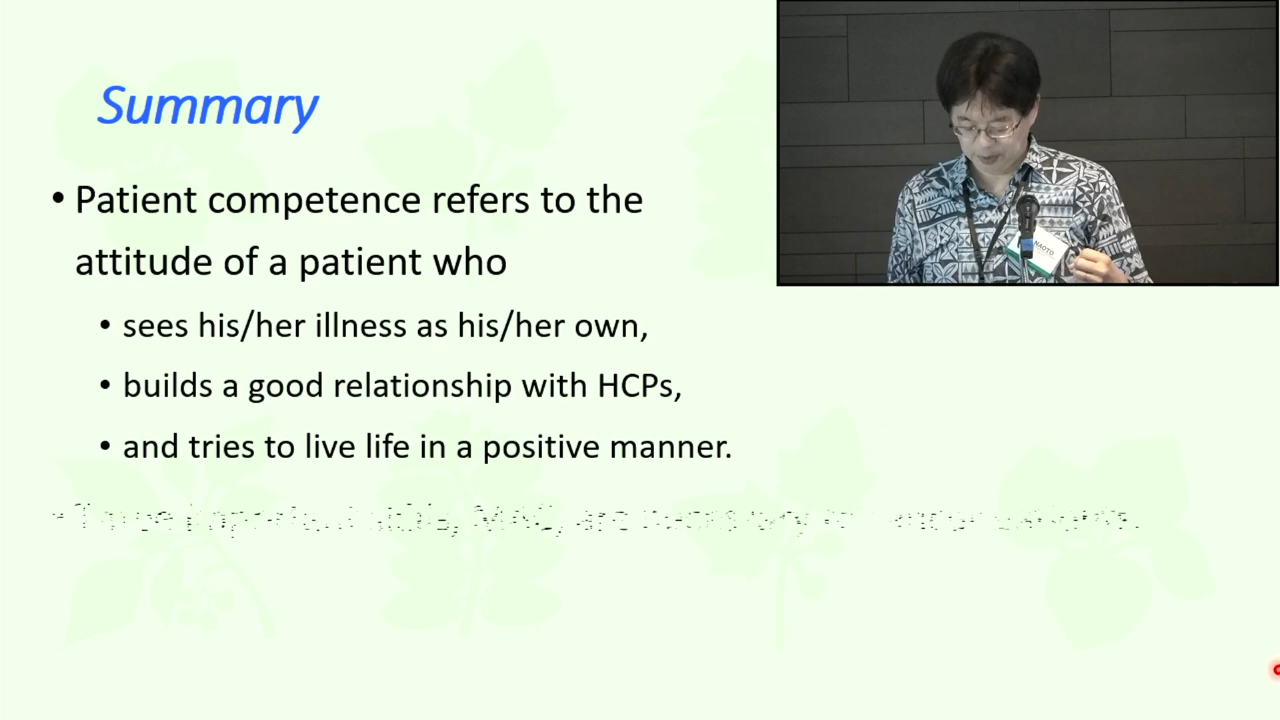 Summary
• Patient competence refers to the
attitude of a patient who
• sees his/her illness as his/her own,
• builds a good relationship with HCPs,
• and tries to live life in a positive manner.
NAOTO